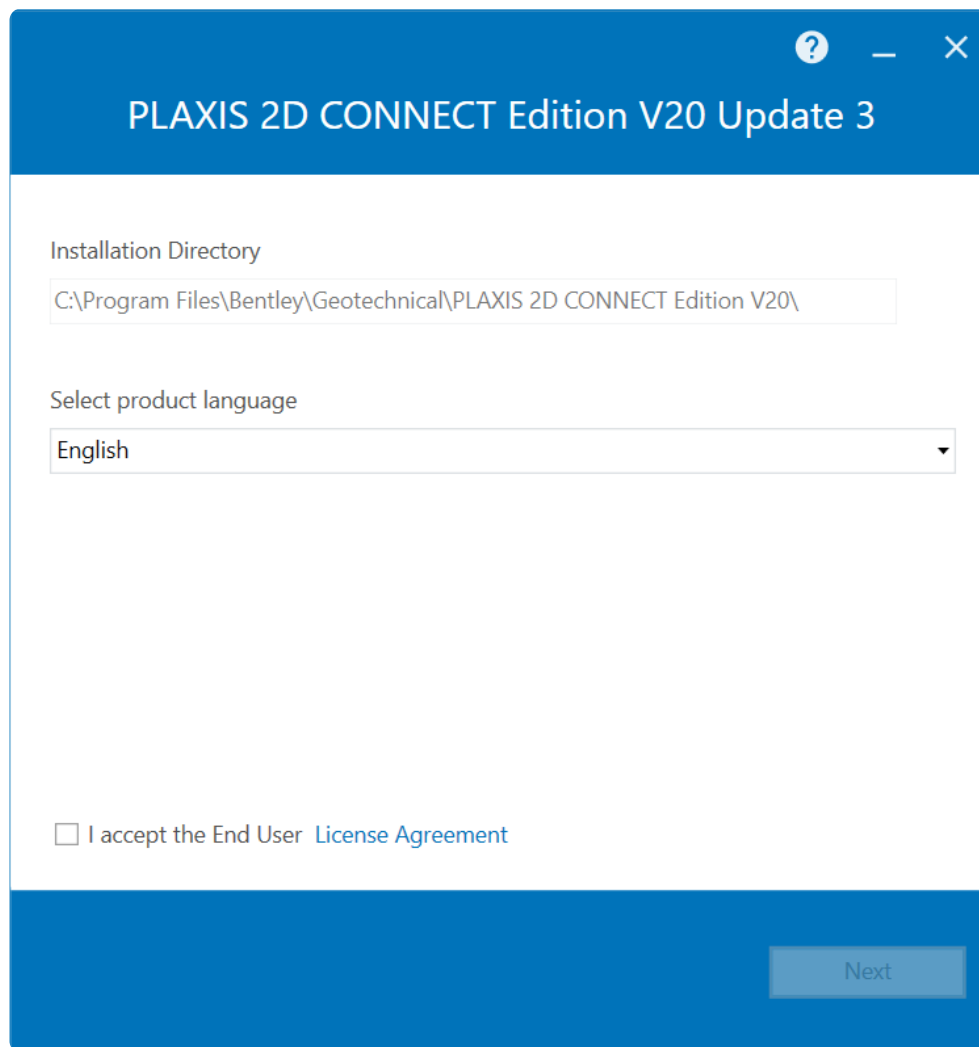 ?
PLAXIS 2D CONNECT Edition V20 Update 3
Installation Directory
C:\Program Files\Bentley\Geotechnical\PLAXIS 2D CONNECT Edition V20\
Select product language
English
I accept the End User License Agreement
Next